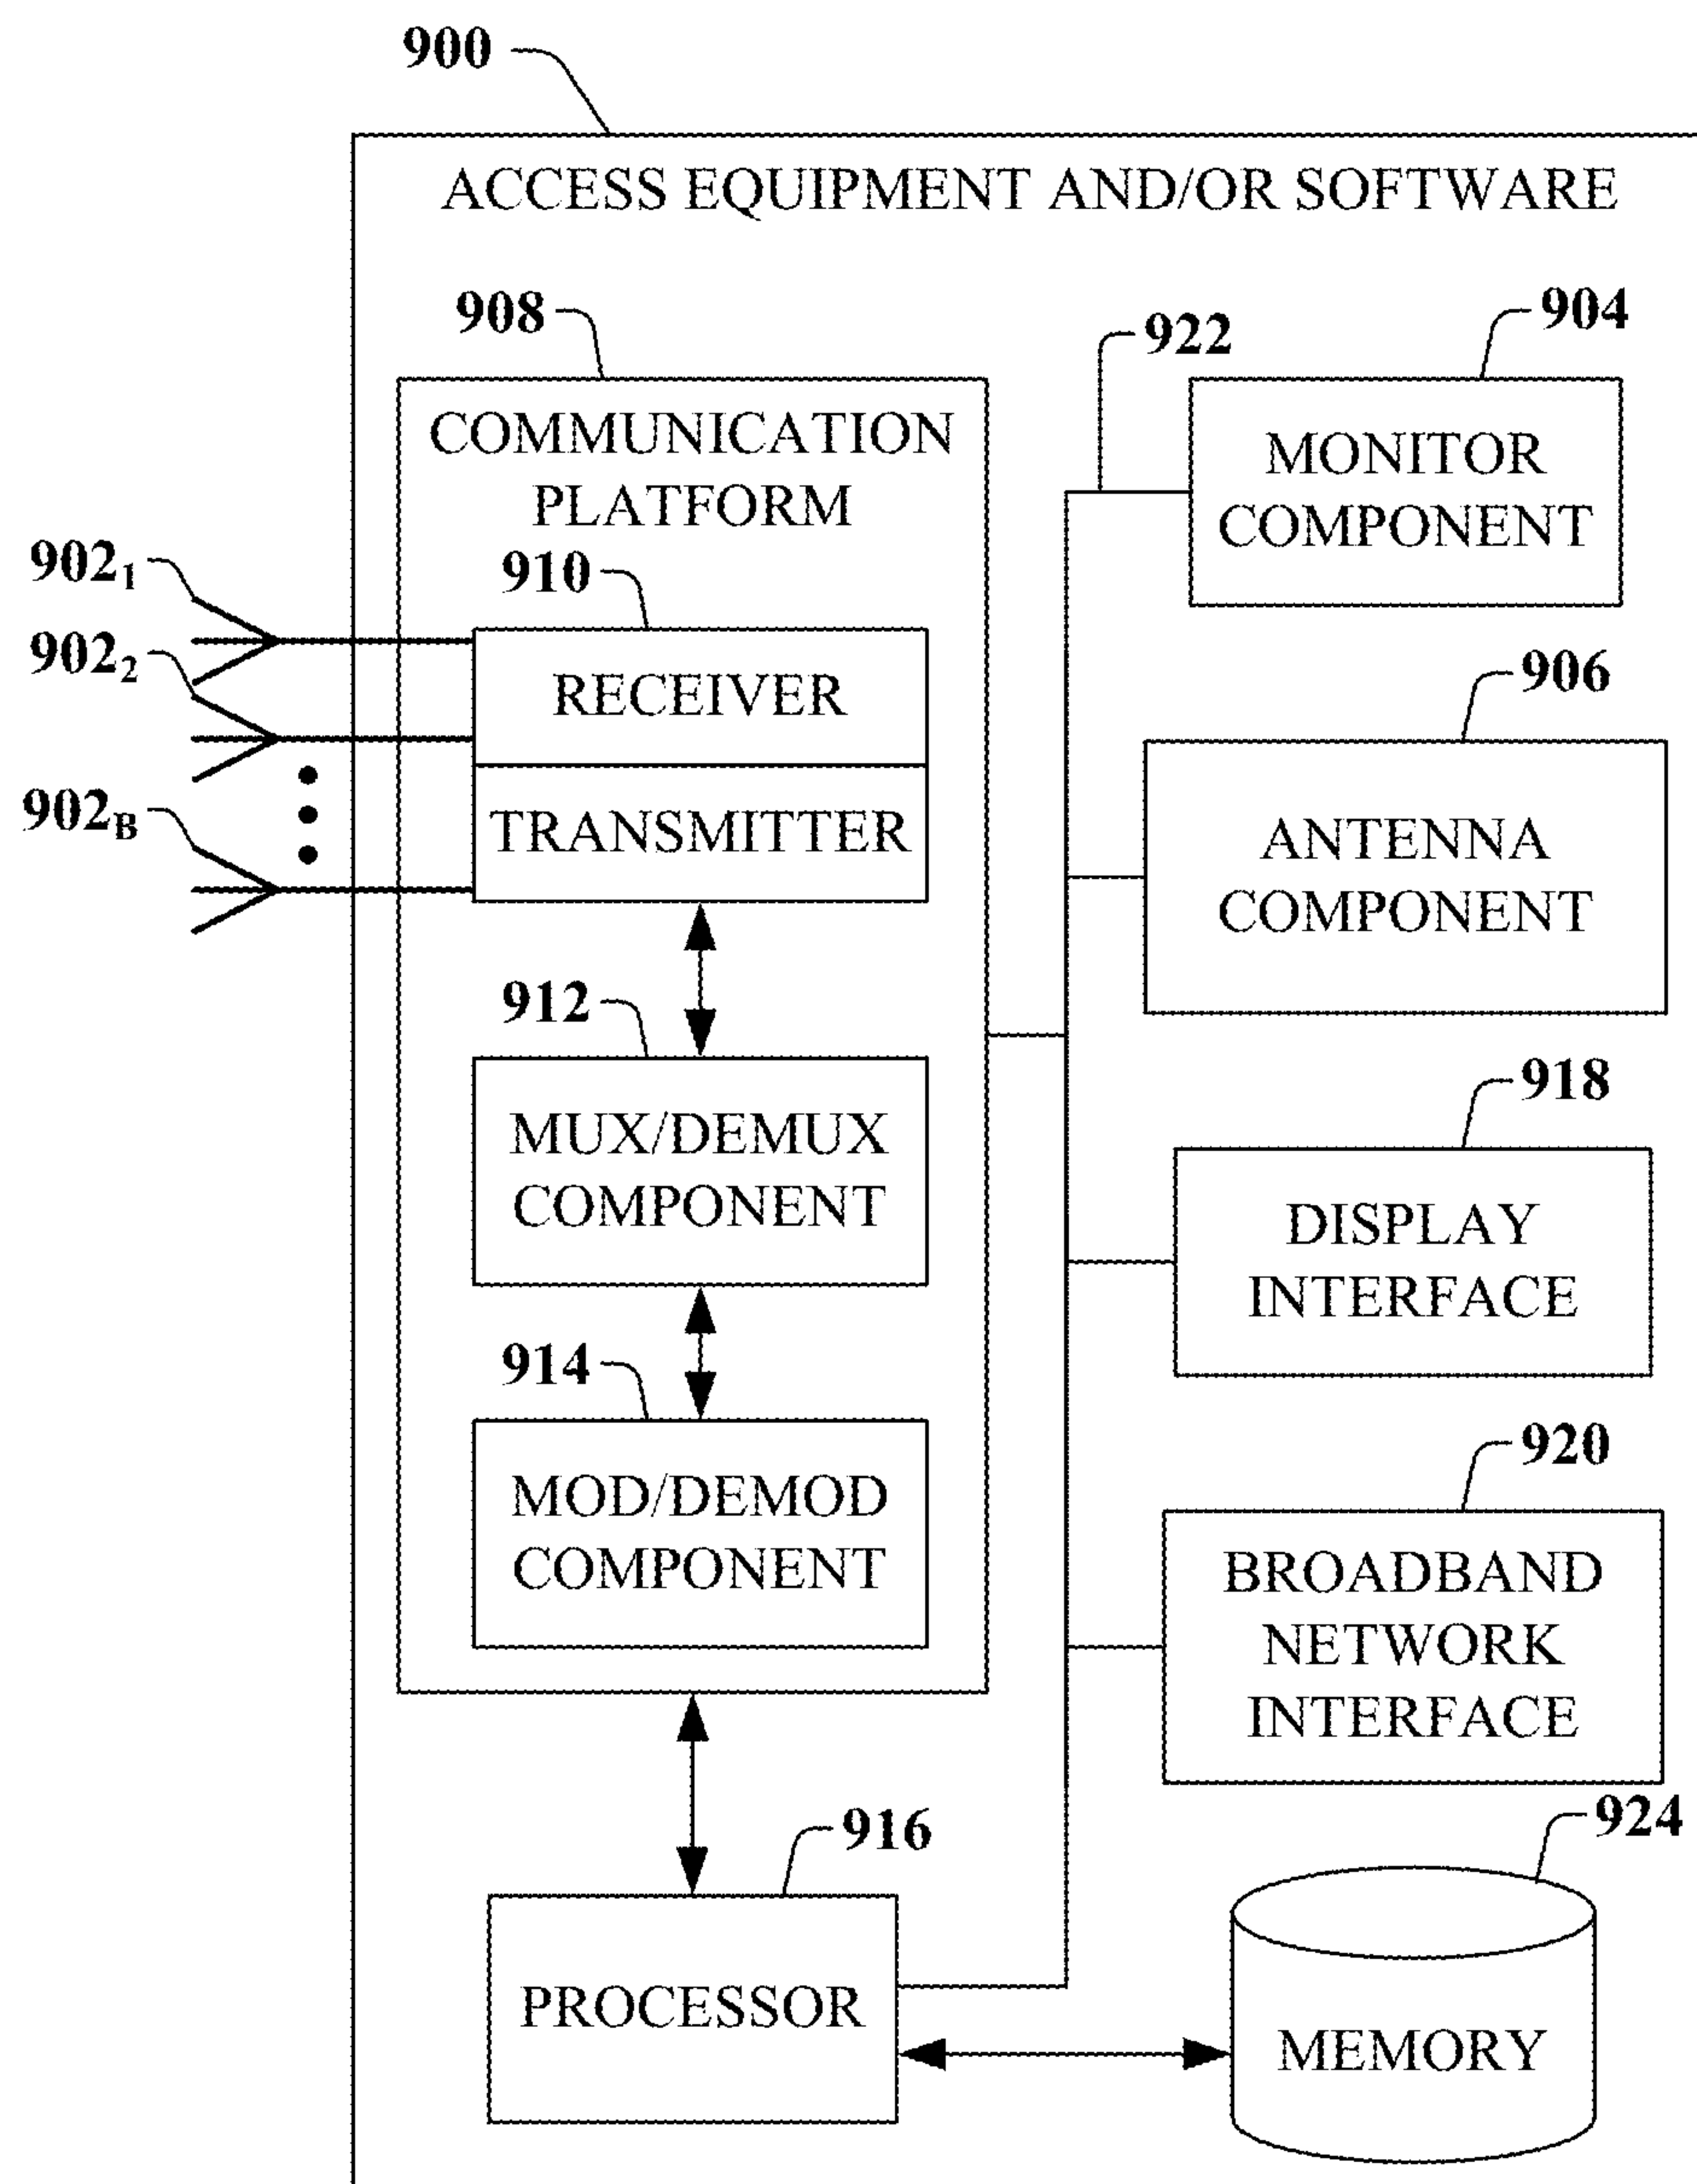 900
ACCESS EQUIPMENT AND/OR SOFTWARE
908
COMMUNICATION
PLATFORM
902₁
902₂
902_B
910
RECEIVER
TRANSMITTER
912
MUX/DEMUX
COMPONENT
914
MOD/DEMOD
COMPONENT
916
PROCESSOR
922
904
MONITOR
COMPONENT
906
ANTENNA
COMPONENT
918
DISPLAY
INTERFACE
920
BROADBAND
NETWORK
INTERFACE
924
MEMORY